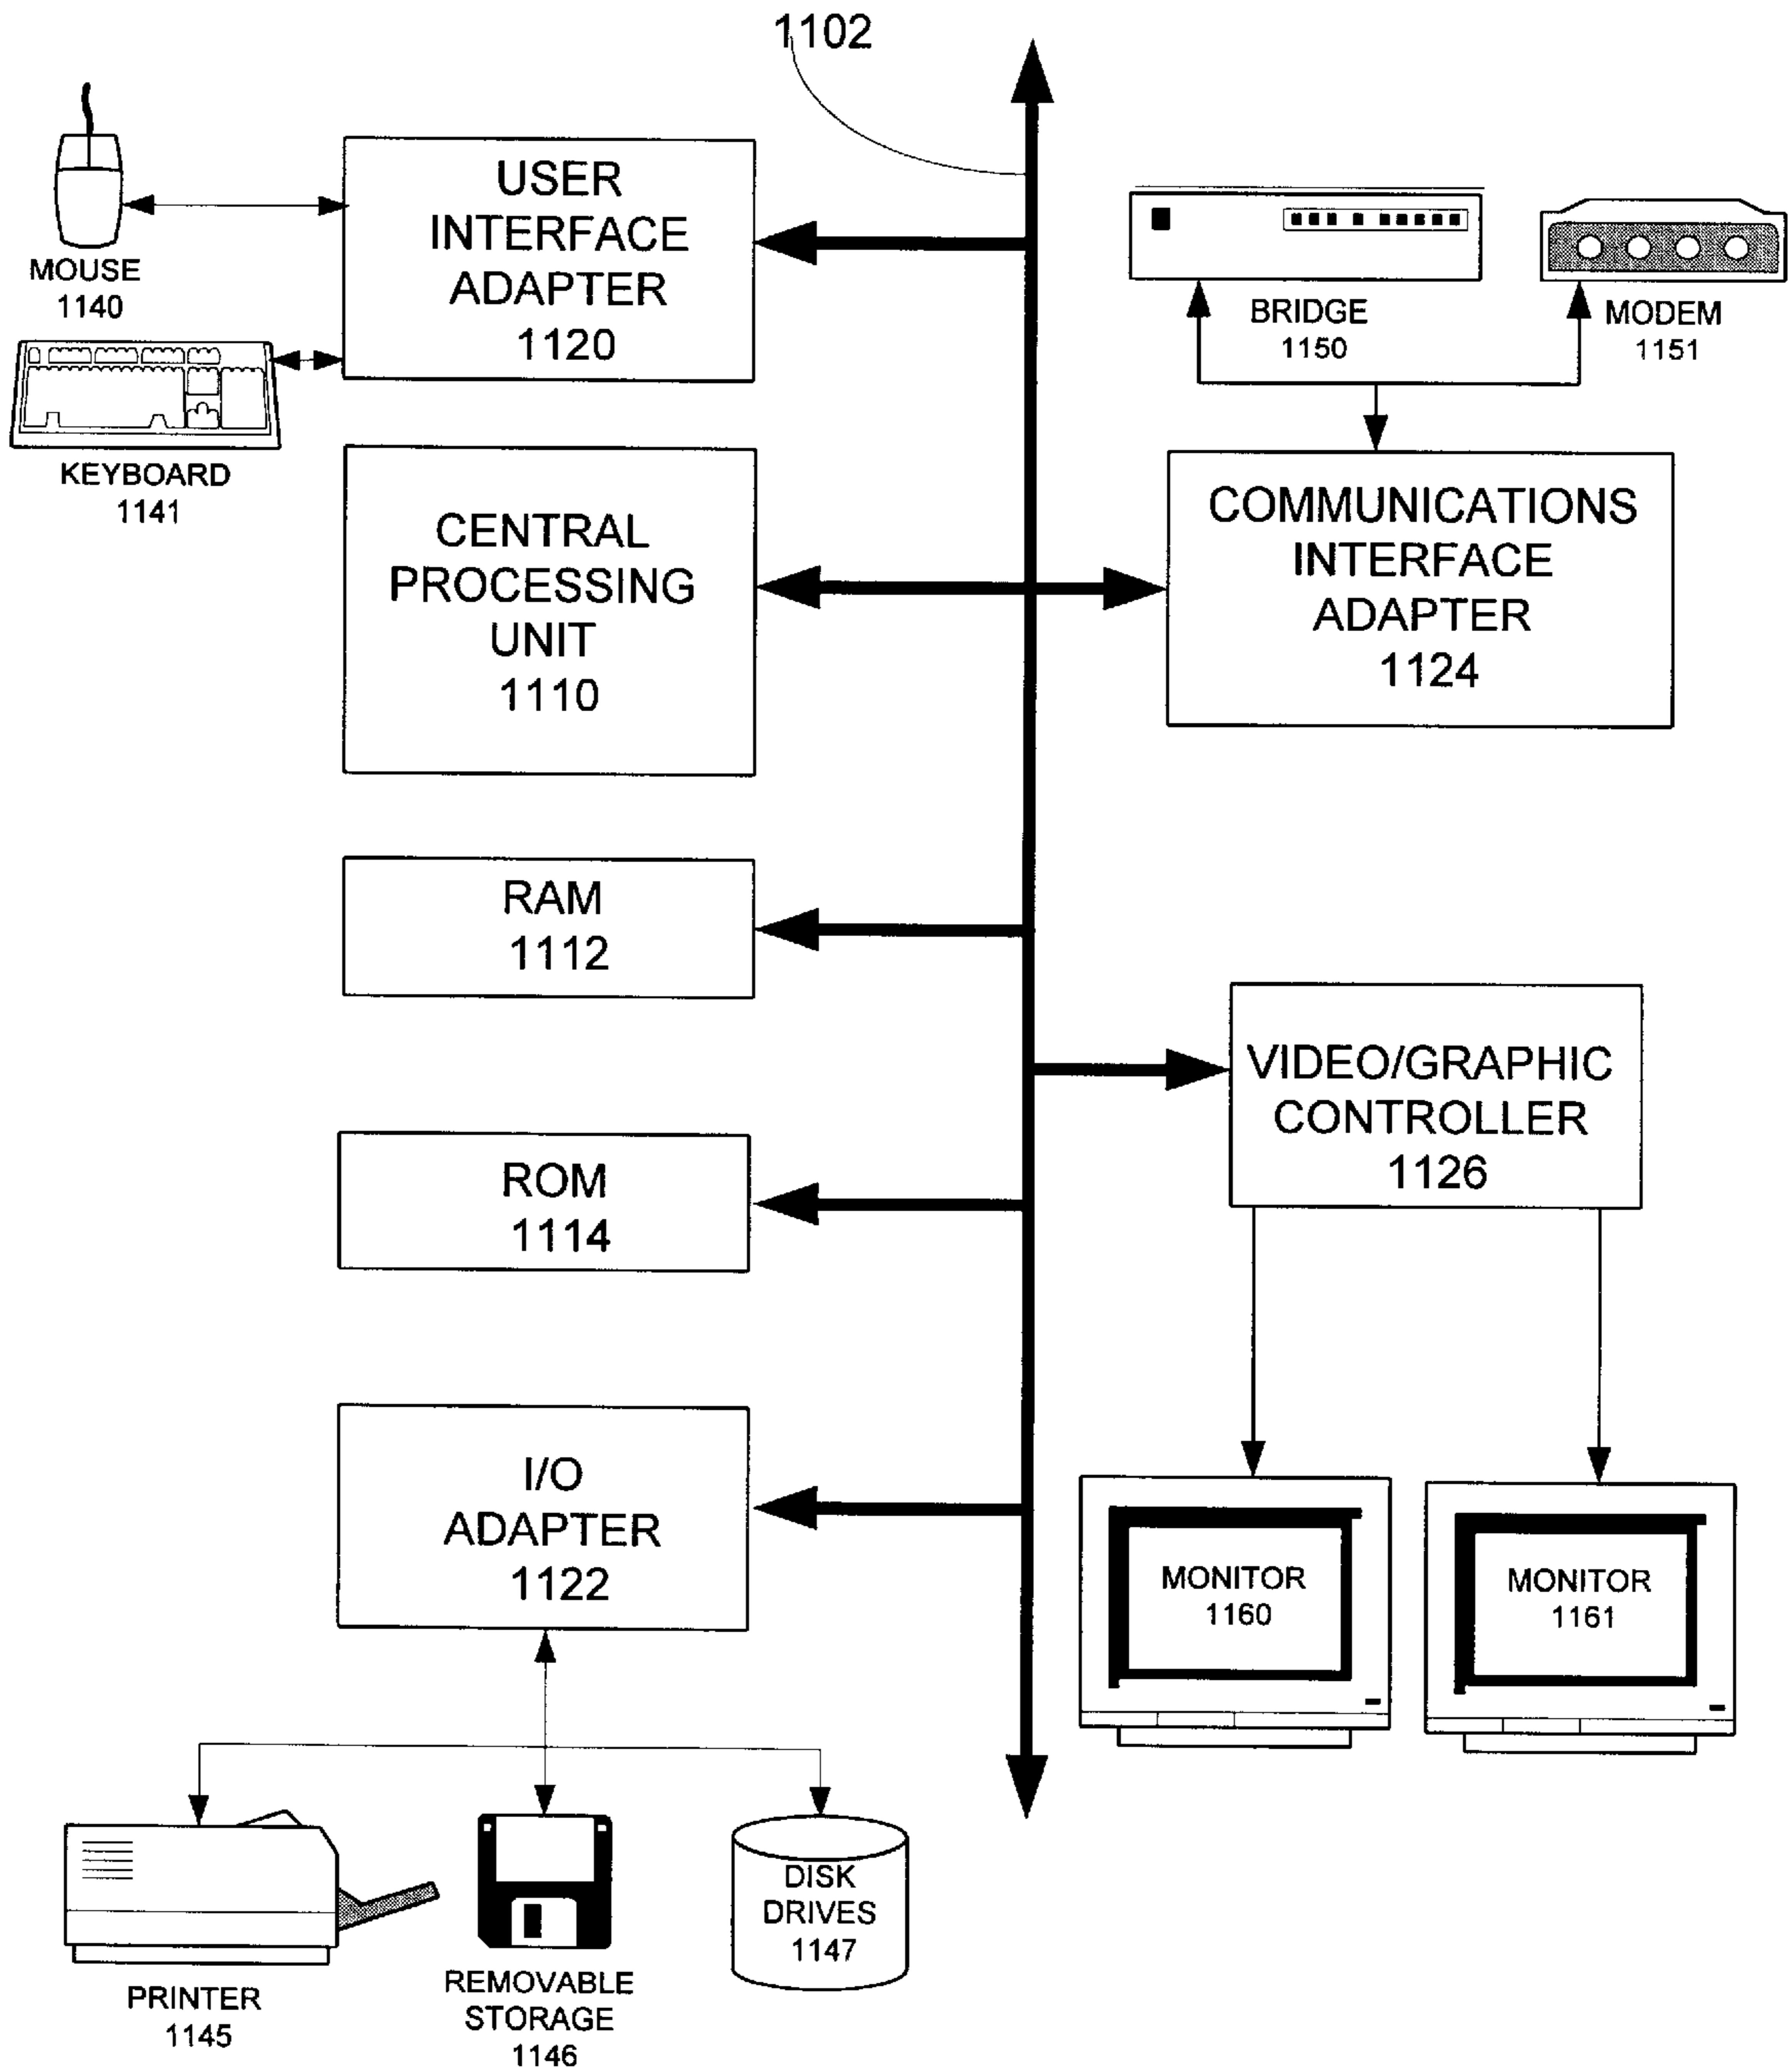 1102
USER
INTERFACE
ADAPTER
1120
MOUSE
1140
KEYBOARD
1141
BRIDGE
1150
MODEM
1151
CENTRAL
PROCESSING
UNIT
1110
COMMUNICATIONS
INTERFACE
ADAPTER
1124
RAM
1112
VIDEO/GRAPHIC
CONTROLLER
1126
ROM
1114
I/O
ADAPTER
1122
MONITOR
1160
MONITOR
1161
PRINTER
1145
REMOVABLE
STORAGE
1146
DISK
DRIVES
1147